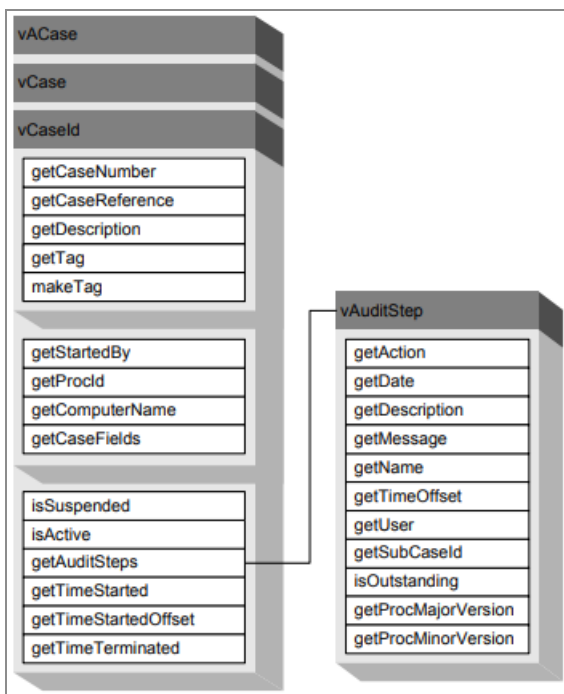 vACase
vCase
vCaseId
getCaseNumber
getCaseReference
getDescription
getTag
makeTag
getStartedBy
getProcId
getComputerName
getCaseFields
isSuspended
isActive
getAuditSteps
getTimeStarted
getTimeStartedOffset
getTimeTerminated
vAuditStep
getAction
getDate
getDescription
getMessage
getName
getTimeOffset
getUser
getSubCaseId
isOutstanding
getProcMajorVersion
getProcMinorVersion